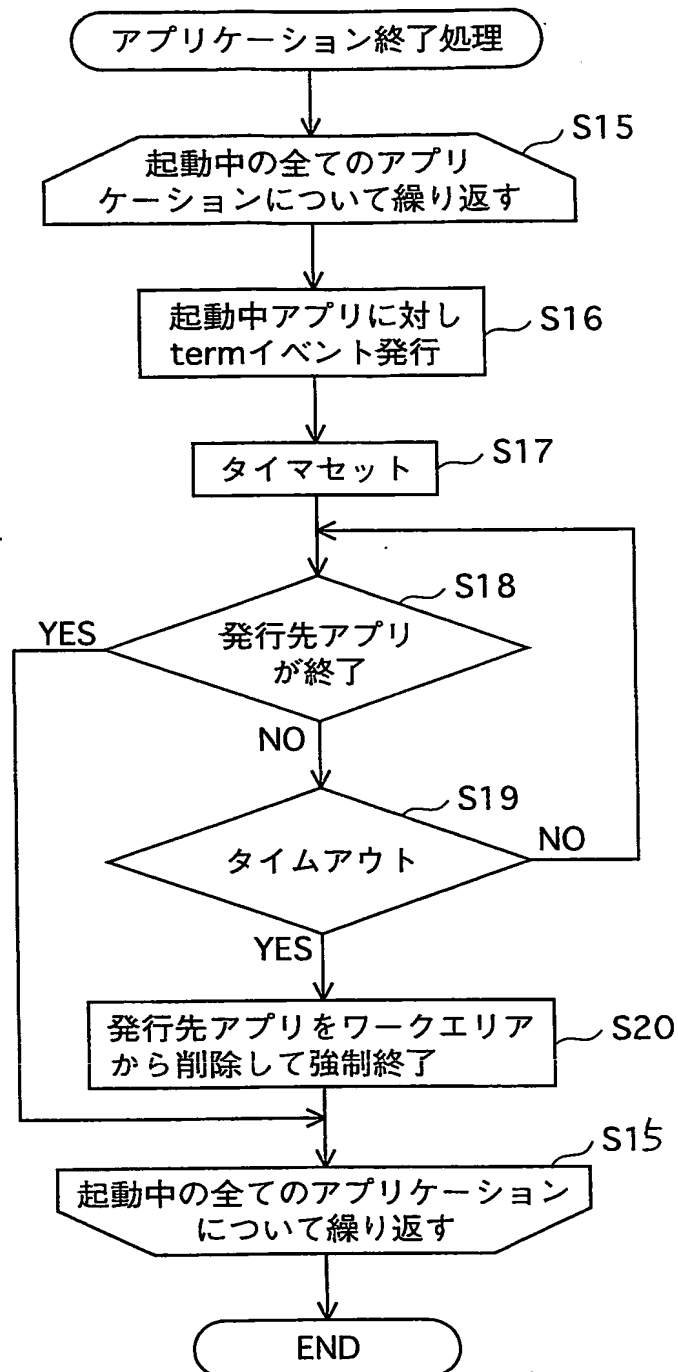 アプリケーション終了処理
S15
起動中の全てのアプリ
ケーションについて繰り返す
起動中アプリに対し
termイベント発行
S16
タイマセット
S17
S18
YES
発行先アプリ
が終了
NO
S19
タイムアウト
NO
YES
発行先アプリをワークエリア
から削除して強制終了
S20
S15
起動中の全てのアプリケーション
について繰り返す
END